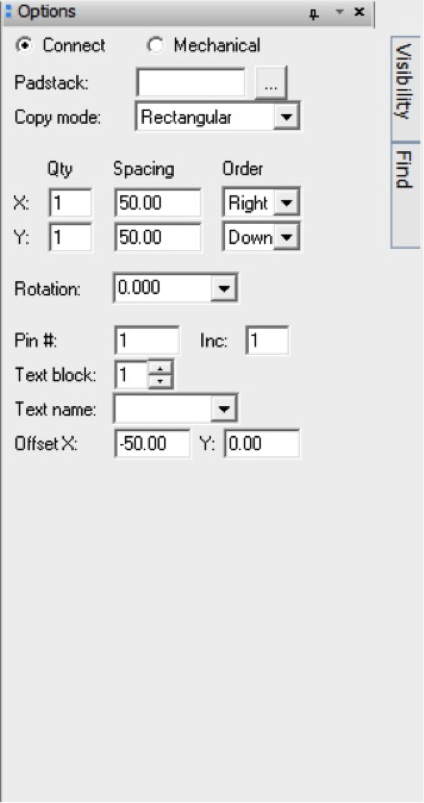 Options
Connect Mechanical
Padstack: ...
Copy mode: Rectangular
Qty Spacing Order
X: 1 50.00 Right
Y: 1 50.00 Down
Rotation: 0.000
Pin #: 1 Inc: 1
Text block: 1
Text name:
Offset X: -50.00 Y: 0.00
Visibility
Find